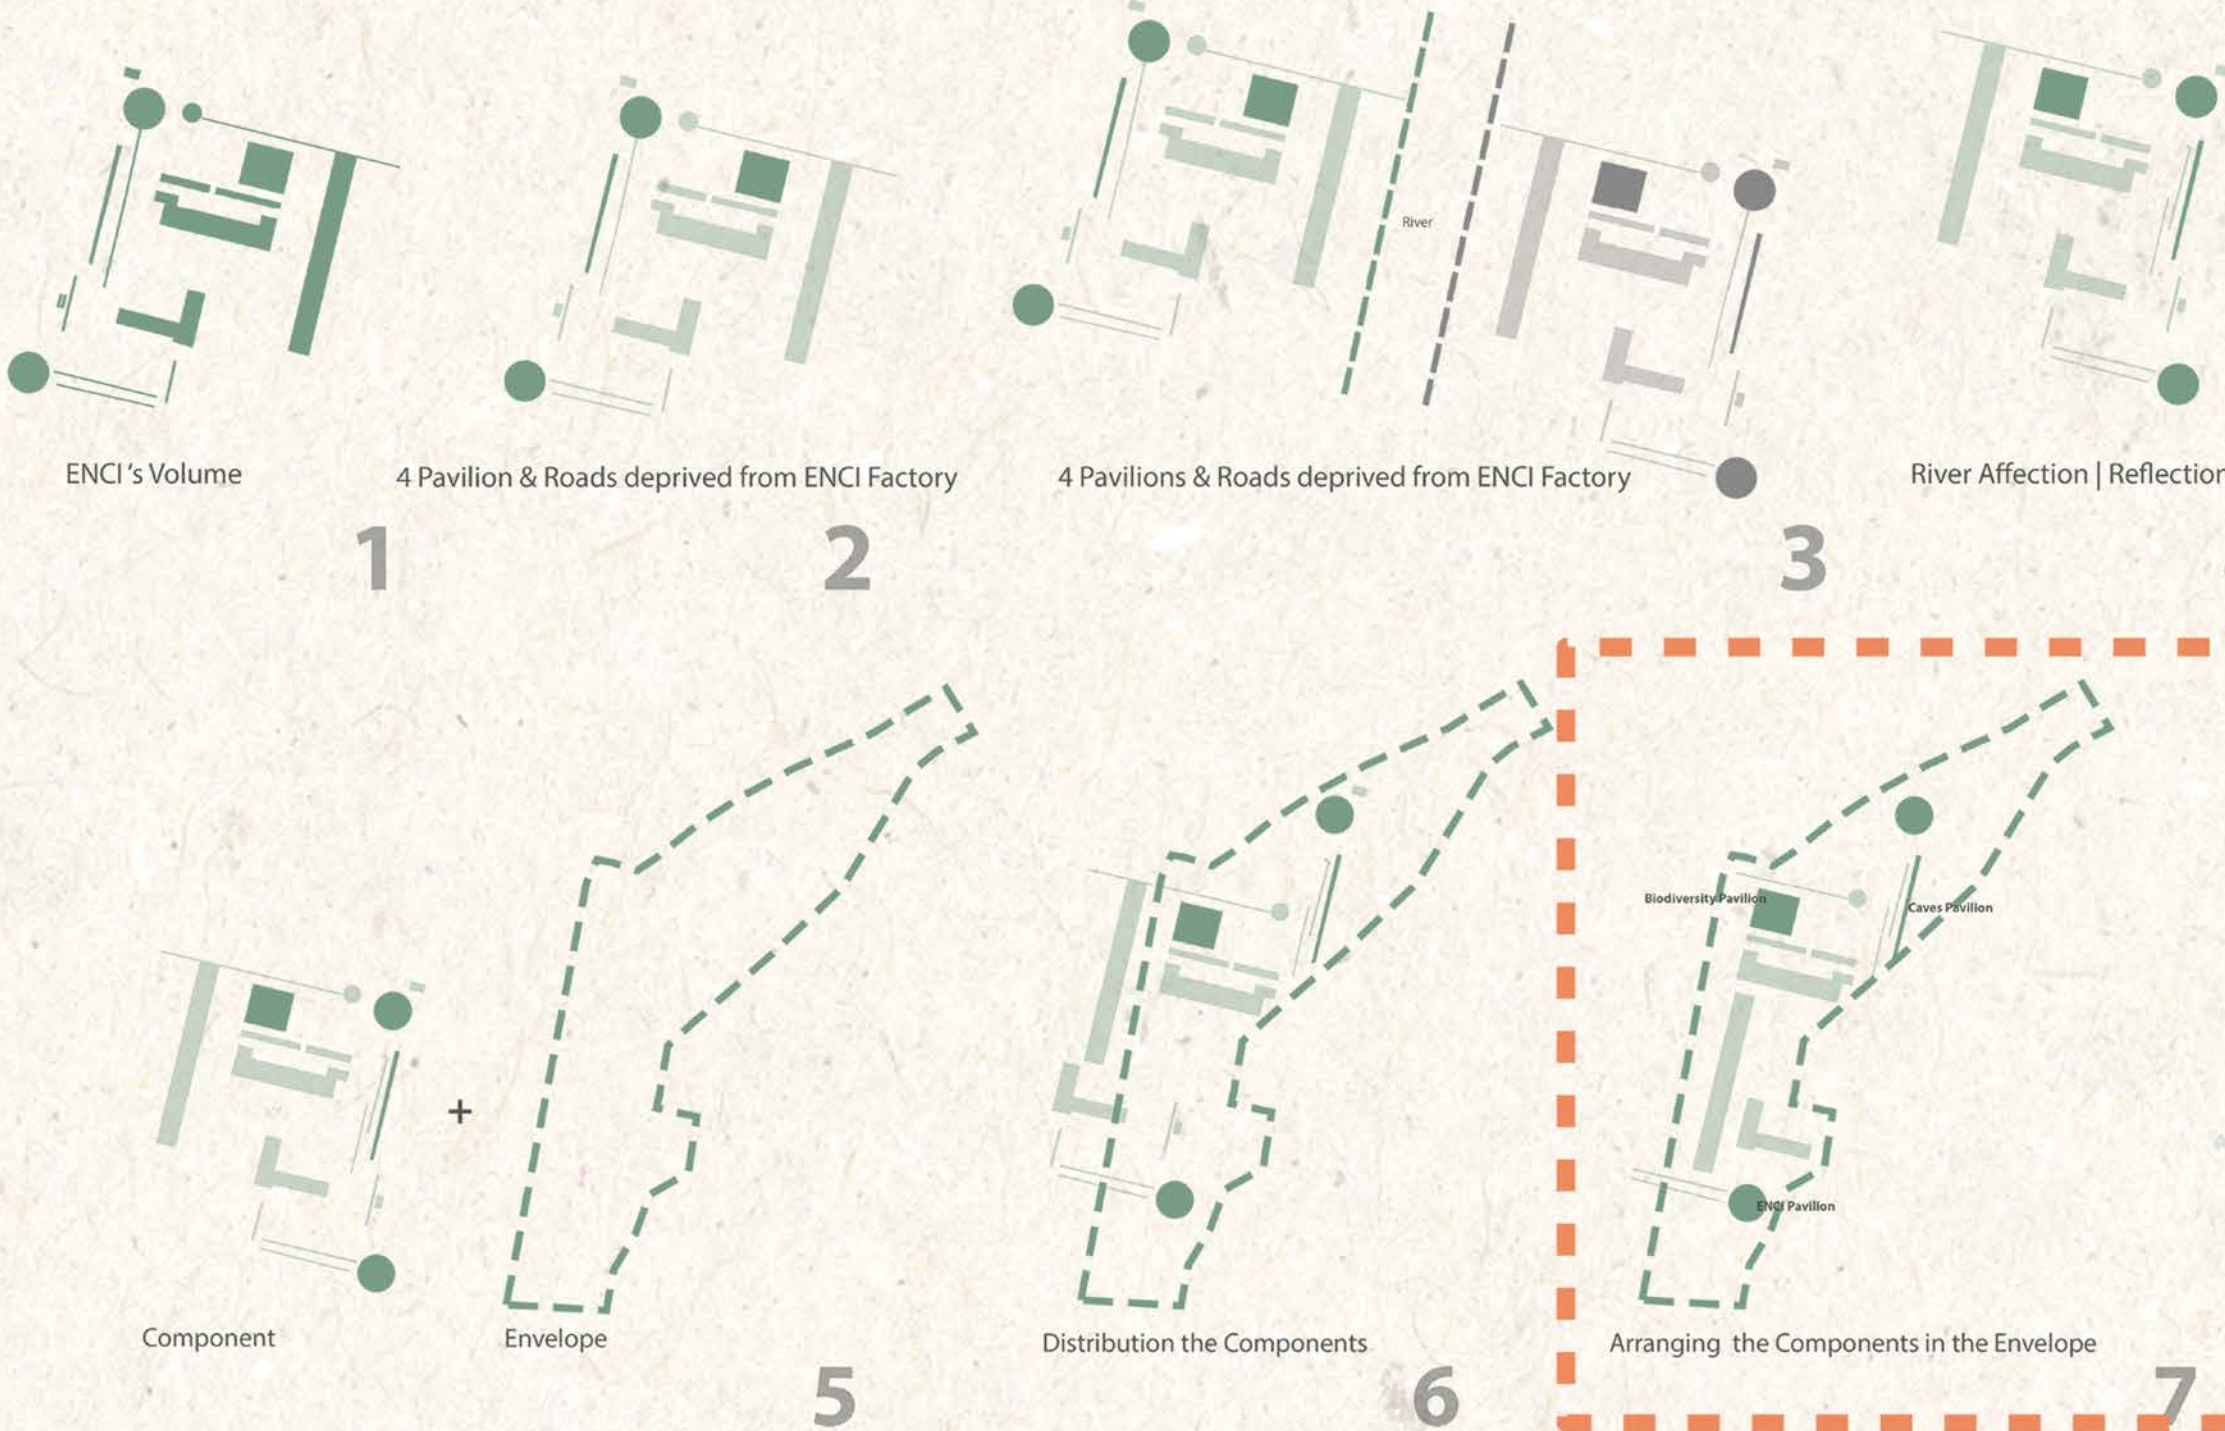 River
ENCI 's Volume
4 Pavilion & Roads deprived from ENCI Factory
4 Pavilions & Roads deprived from ENCI Factory
River Affection | Reflection
1
2
3
Biodiversity Pavilion
Caves Pavilion
+
ENCI Pavilion
Component
Envelope
Distribution the Components
Arranging the Components in the Envelope
5
6
7